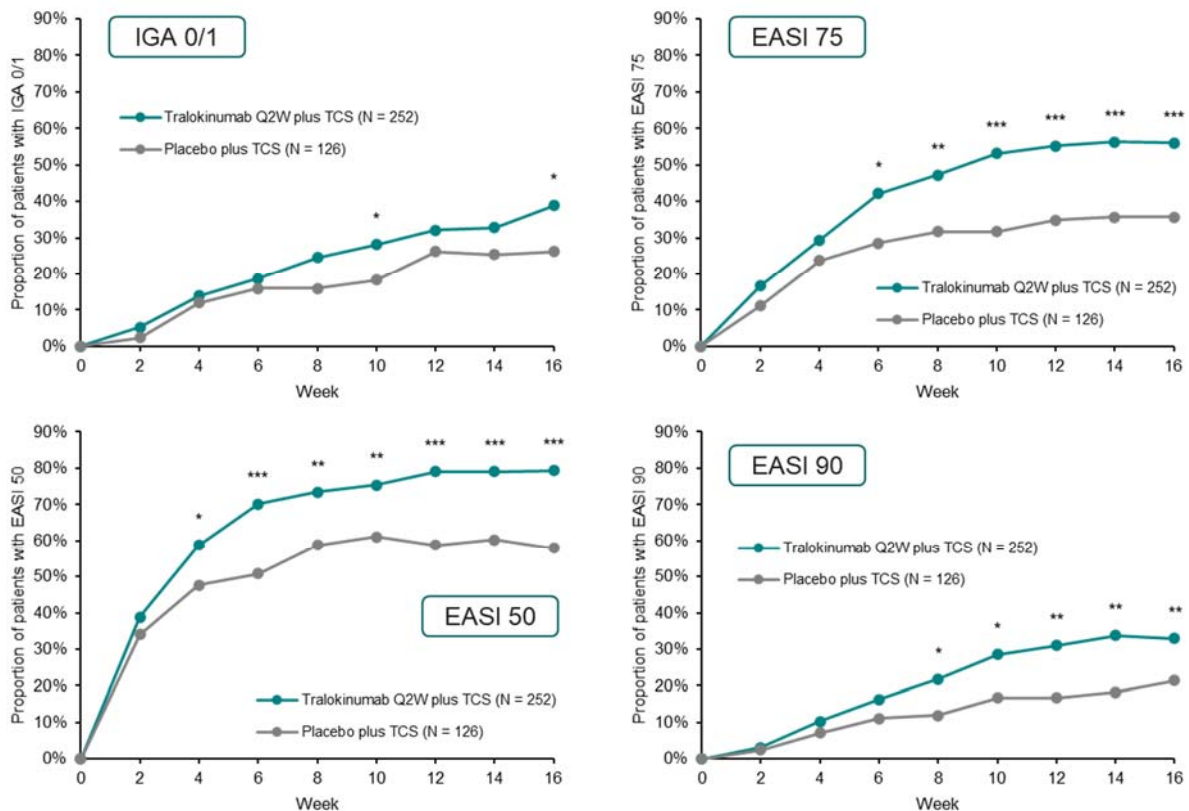 IGA 0/1
Proportion of patients with IGA 0/1
90%
80%
70%
60%
50%
40%
30%
20%
10%
0%
Tralokinumab Q2W plus TCS (N = 252)
Placebo plus TCS (N = 126)
* *
0 2 4 6 8 10 12 14 16
Week
EASI 75
Proportion of patients with EASI 75
90%
80%
70%
60%
50%
40%
30%
20%
10%
0%
* ** *** *** *** ***
Tralokinumab Q2W plus TCS (N = 252)
Placebo plus TCS (N = 126)
0 2 4 6 8 10 12 14 16
Week
Proportion of patients with EASI 50
90%
80%
70%
60%
50%
40%
30%
20%
10%
0%
* *** ** ** *** *** ***
EASI 50
Tralokinumab Q2W plus TCS (N = 252)
Placebo plus TCS (N = 126)
0 2 4 6 8 10 12 14 16
Week
EASI 90
Proportion of patients with EASI 90
90%
80%
70%
60%
50%
40%
30%
20%
10%
0%
Tralokinumab Q2W plus TCS (N = 252)
Placebo plus TCS (N = 126)
* * ** ** **
0 2 4 6 8 10 12 14 16
Week